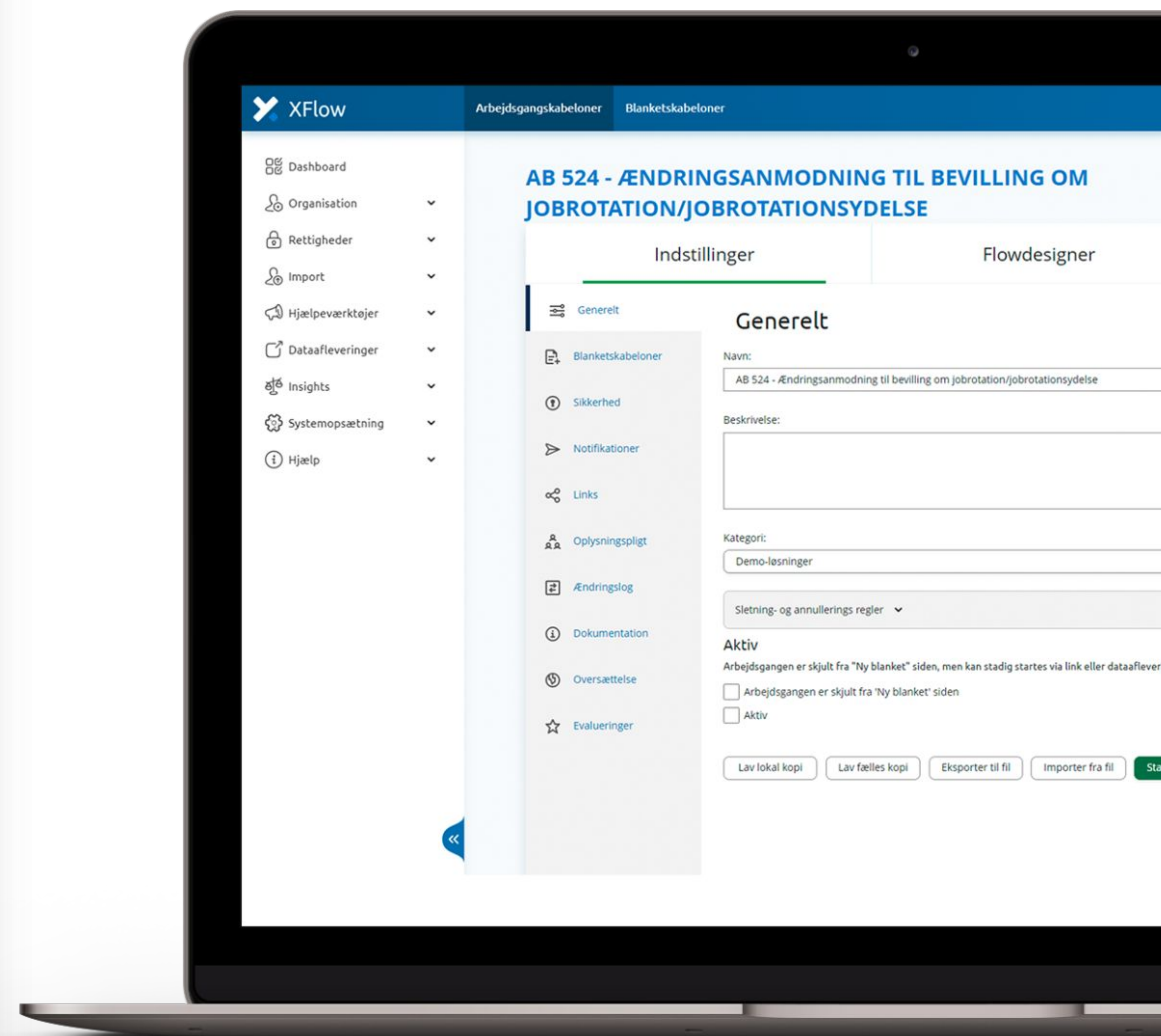 XFlow
Arbejdsgangskabeloner
Blanketskabeloner
Dashboard
Organisation
Rettigheder
Import
Hjælpeværktøjer
Dataafleveringer
Insights
Systemopsætning
Hjælp
AB 524 - ÆNDRINGSANMODNING TIL BEVILLING OM
JOBROTATION/JOBROTATIONSYDELSE
Indstillinger
Flowdesigner
Generelt
Blanketskabeloner
Sikkerhed
Notifikationer
Links
Oplysningspligt
Ændringslog
Dokumentation
Oversættelse
Evalueringer
Generelt
Navn:
AB 524 - Ændringsanmodning til bevilling om jobrotation/jobrotationsydelse
Beskrivelse:
Kategori:
Demo-løsninger
Sletning- og annullerings regler
Aktiv
Arbejdsgangen er skjult fra "Ny blanket" siden, men kan stadig startes via link eller dataaflever
Arbejdsgangen er skjult fra 'Ny blanket' siden
Aktiv
Lav lokal kopi
Lav fælles kopi
Eksporter til fil
Importer fra fil
Sta